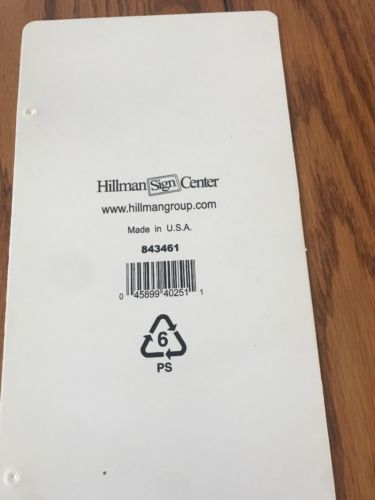 Hillman Sign Center
www.hillmangroup.com
Made in U.S.A.
843461
0 45899 40251 1
6
PS